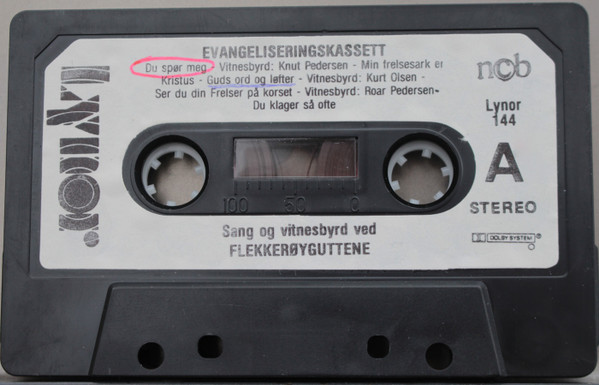 EVANGELISERINGSKASSETT
Du spør meg - Vitnesbyrd: Knut Pedersen - Min frelsesark er
Kristus - Guds ord og løfter - Vitnesbyrd: Kurt Olsen -
Ser du din Frelser på korset - Vitnesbyrd: Roar Pedersen-
Du klager så ofte
ncb
Lynor
144
A
STEREO
DOLBY SYSTEM
LYNOR
100 50 0
Sang og vitnesbyrd ved
FLEKKERØYGUTTENE